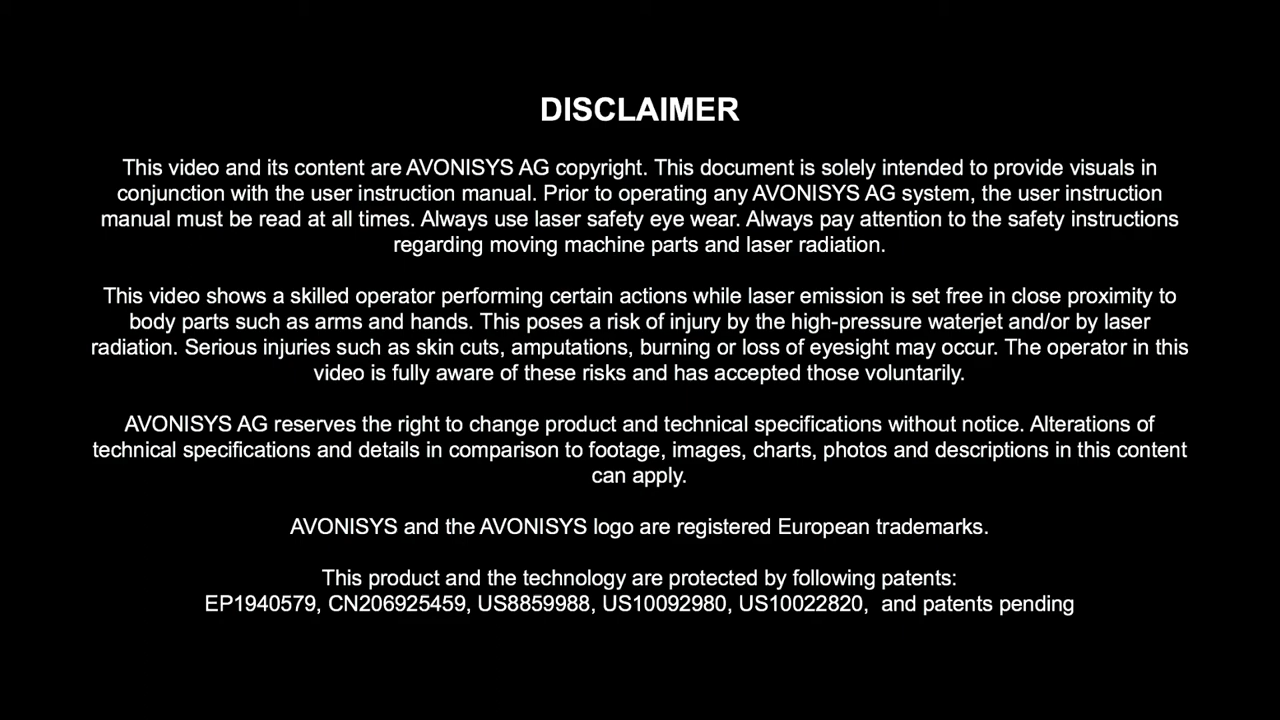 DISCLAIMER
This video and its content are AVONISYS AG copyright. This document is solely intended to provide visuals in
conjunction with the user instruction manual. Prior to operating any AVONISYS AG system, the user instruction
manual must be read at all times. Always use laser safety eye wear. Always pay attention to the safety instructions
regarding moving machine parts and laser radiation.
This video shows a skilled operator performing certain actions while laser emission is set free in close proximity to
body parts such as arms and hands. This poses a risk of injury by the high-pressure waterjet and/or by laser
radiation. Serious injuries such as skin cuts, amputations, burning or loss of eyesight may occur. The operator in this
video is fully aware of these risks and has accepted those voluntarily.
AVONISYS AG reserves the right to change product and technical specifications without notice. Alterations of
technical specifications and details in comparison to footage, images, charts, photos and descriptions in this content
can apply.
AVONISYS and the AVONISYS logo are registered European trademarks.
This product and the technology are protected by following patents:
EP1940579, CN206925459, US8859988, US10092980, US10022820,  and patents pending